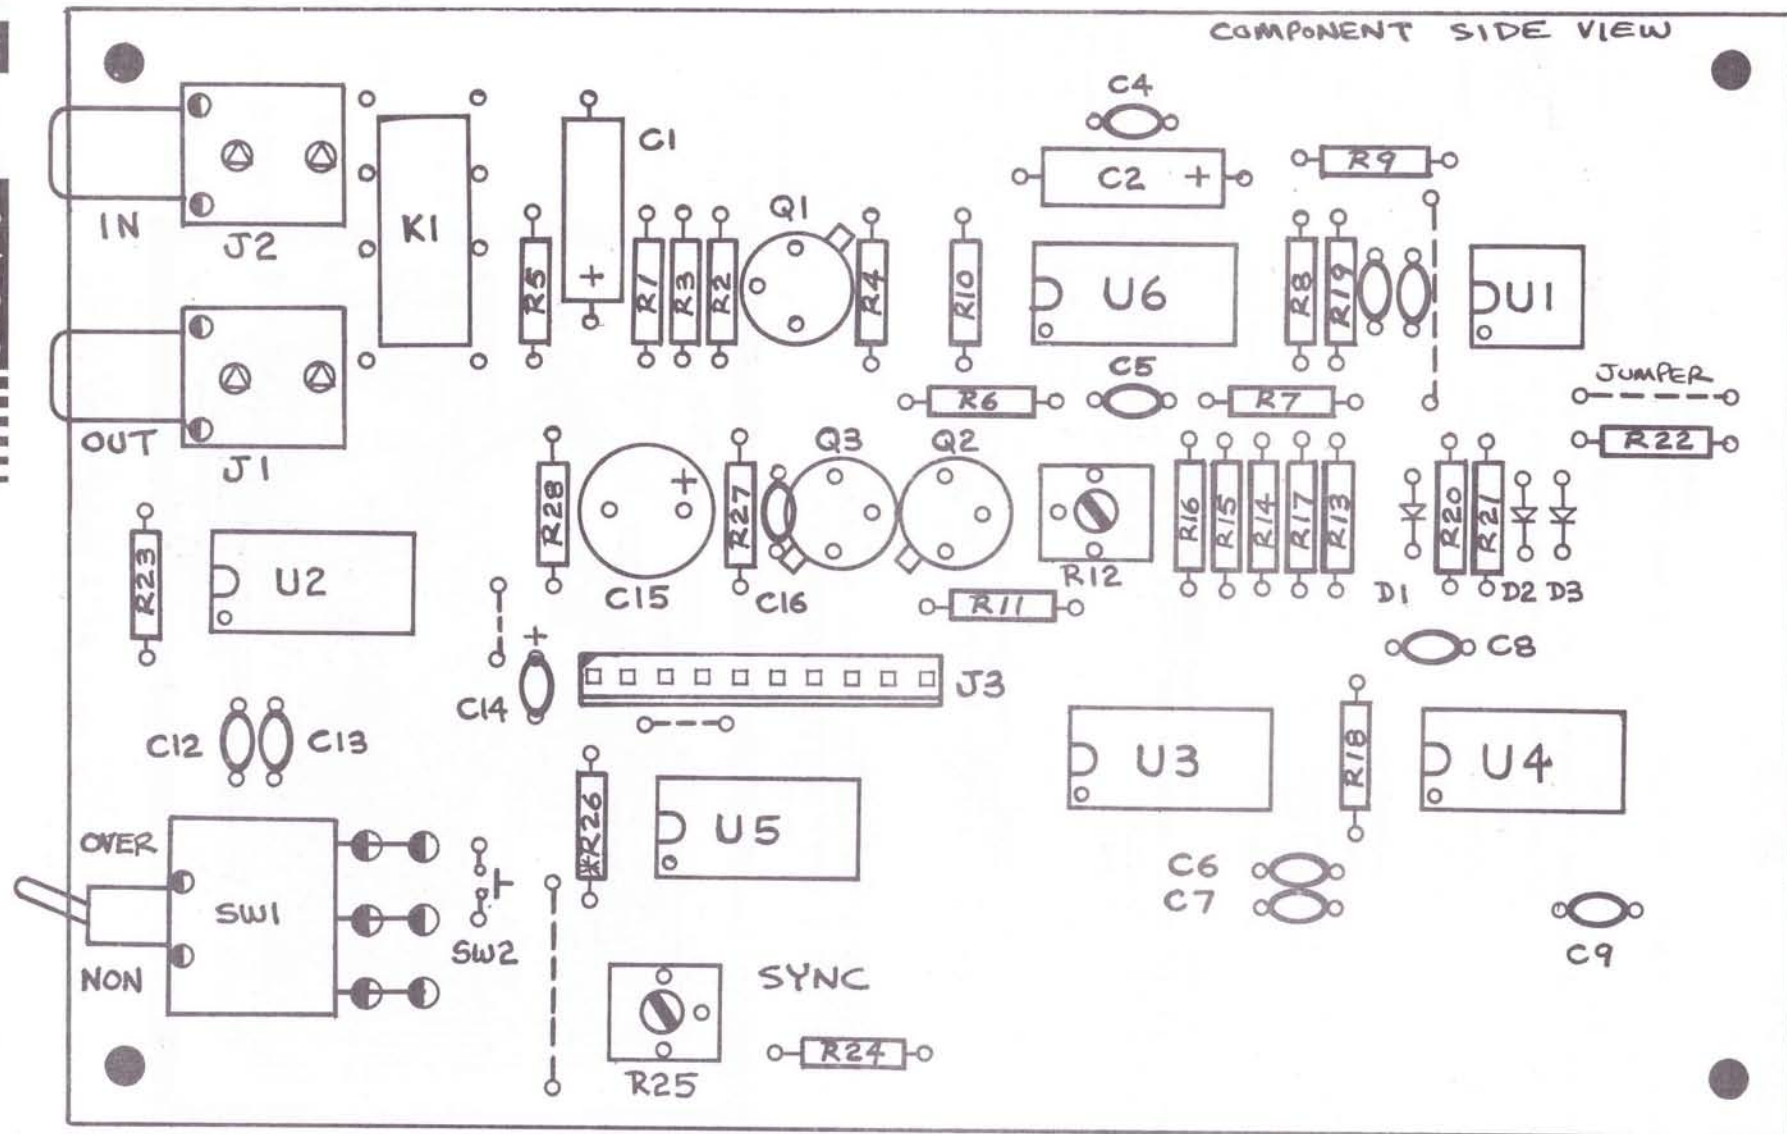 COMPONENT SIDE VIEW
C4
C1
R9
C2 +
IN
J2
K1
Q1
R5
+
R1
R3
R2
R4
R10
U6
R8
R19
U1
C5
JUMPER
R6
R7
OUT
J1
Q3
Q2
R22
R28
+
R27
R16
R15
R14
R17
R13
R20
R21
R23
U2
C15
C16
R12
R11
D1
D2
D3
+
C8
C14
J3
C12
C13
U3
R18
U4
*R26
U5
OVER
SW1
C6
C7
SW2
C9
NON
SYNC
R24
R25